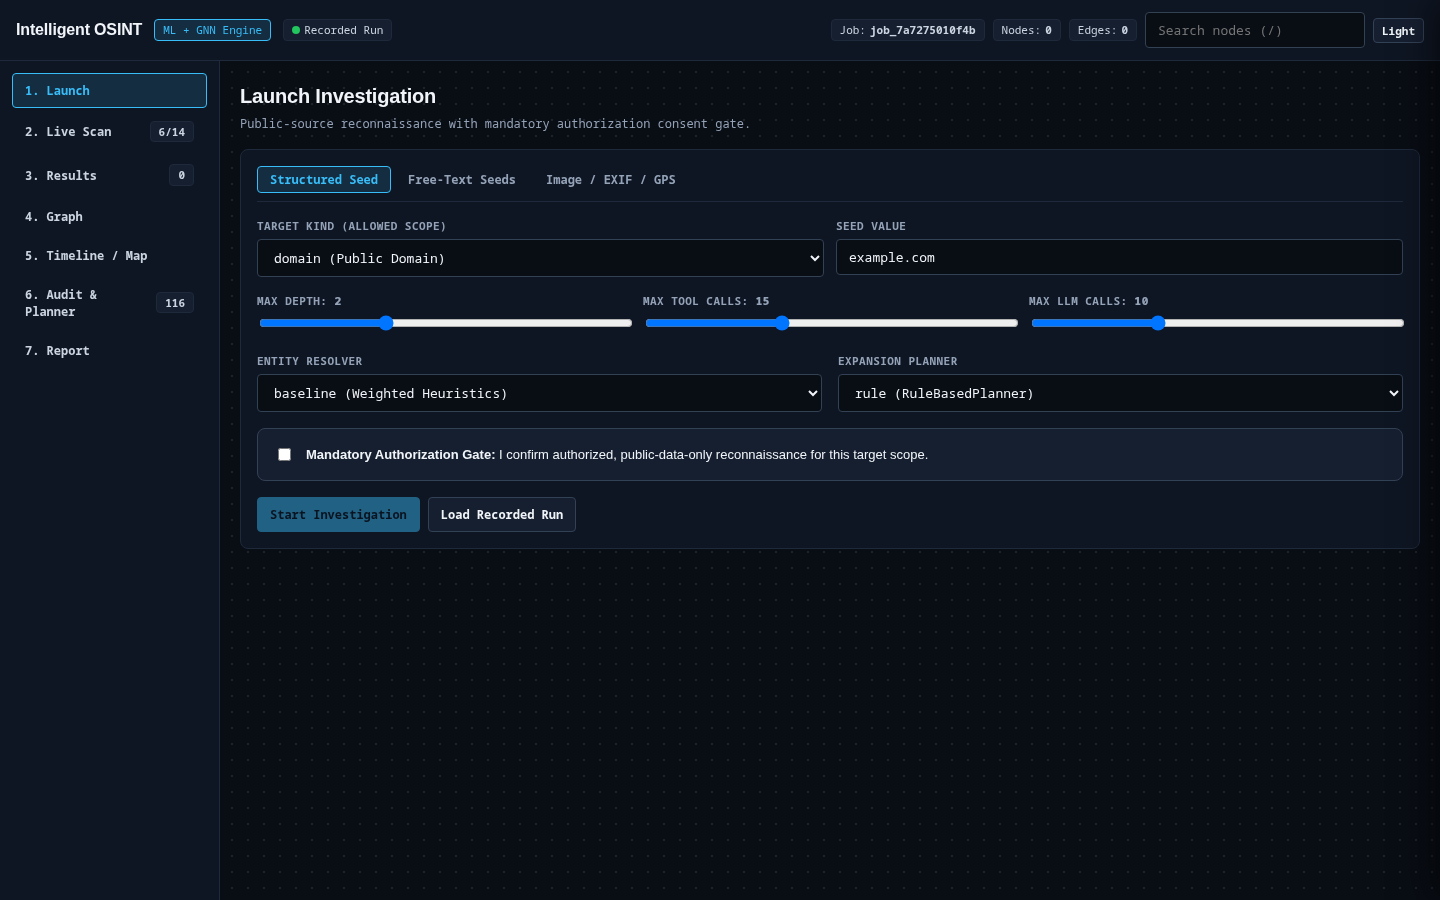 Intelligent OSINT
ML + GNN Engine
Recorded Run
Job: job_7a7275010f4b
Nodes: 0
Edges: 0
Search nodes (/)
Light
1. Launch
2. Live Scan
6/14
3. Results
0
4. Graph
5. Timeline / Map
6. Audit &
Planner
116
7. Report
Launch Investigation
Public-source reconnaissance with mandatory authorization consent gate.
Structured Seed
Free-Text Seeds
Image / EXIF / GPS
TARGET KIND (ALLOWED SCOPE)
SEED VALUE
domain (Public Domain)
example.com
MAX DEPTH: 2
MAX TOOL CALLS: 15
MAX LLM CALLS: 10
ENTITY RESOLVER
EXPANSION PLANNER
baseline (Weighted Heuristics)
rule (RuleBasedPlanner)
Mandatory Authorization Gate: I confirm authorized, public-data-only reconnaissance for this target scope.
Start Investigation
Load Recorded Run